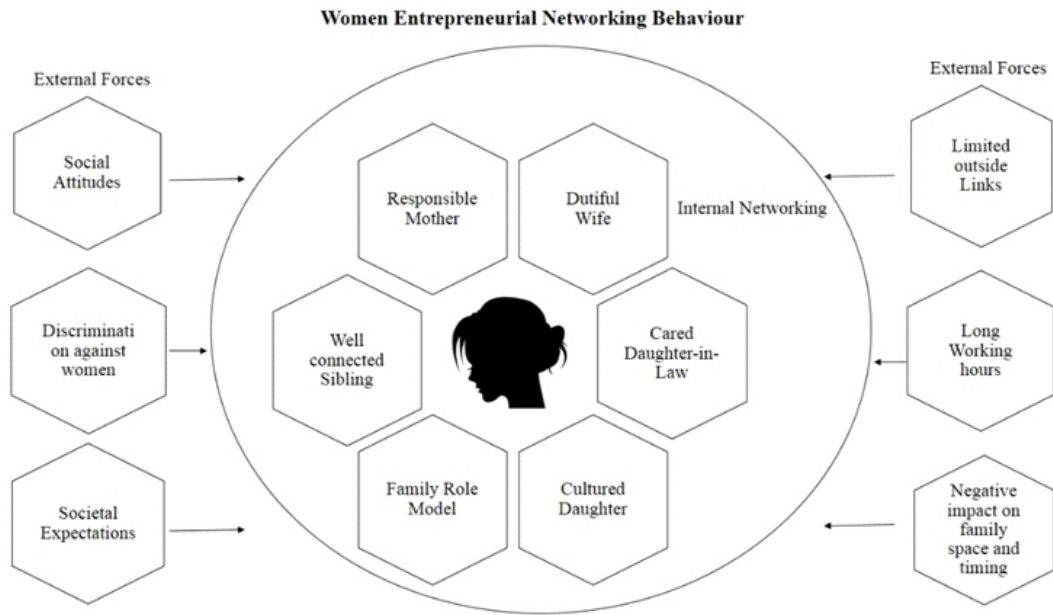 Women Entrepreneurial Networking Behaviour
External Forces
Social
Attitudes
Discriminati
on against
women
Societal
Expectations
Responsible
Mother
Dutiful
Wife
Internal Networking
Well
connected
Sibling
Cared
Daughter-in-
Law
Family Role
Model
Cultured
Daughter
External Forces
Limited
outside
Links
Long
Working
hours
Negative
impact on
family
space and
timing